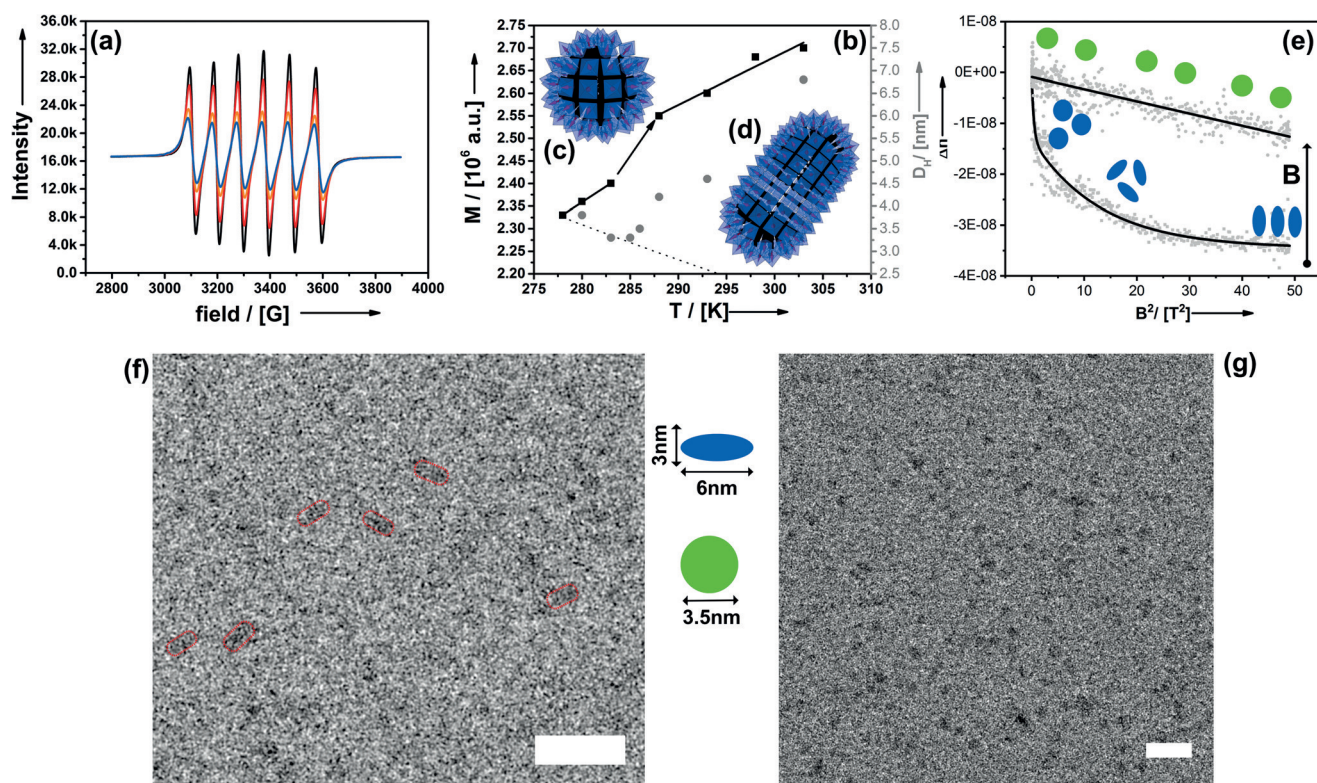 (a)
Intensity
36.0k
32.0k
28.0k
24.0k
20.0k
16.0k
12.0k
8.0k
4.0k
0.0
2800 3000 3200 3400 3600 3800 4000
field / [G]
(b)
(c)
(d)
M / [10⁶ a.u.]
2.75
2.70
2.65
2.60
2.55
2.50
2.45
2.40
2.35
2.30
2.25
2.20
275 280 285 290 295 300 305 310
T / [K]
8.0
7.5
7.0
6.5
6.0
5.5
5.0
4.5
4.0
3.5
3.0
2.5
D_H/ [nm]
(e)
Δn
1E-08
0E+00
-1E-08
-2E-08
-3E-08
-4E-08
B
0 10 20 30 40 50
B²/ [T²]
(f)
3nm
6nm
3.5nm
(g)